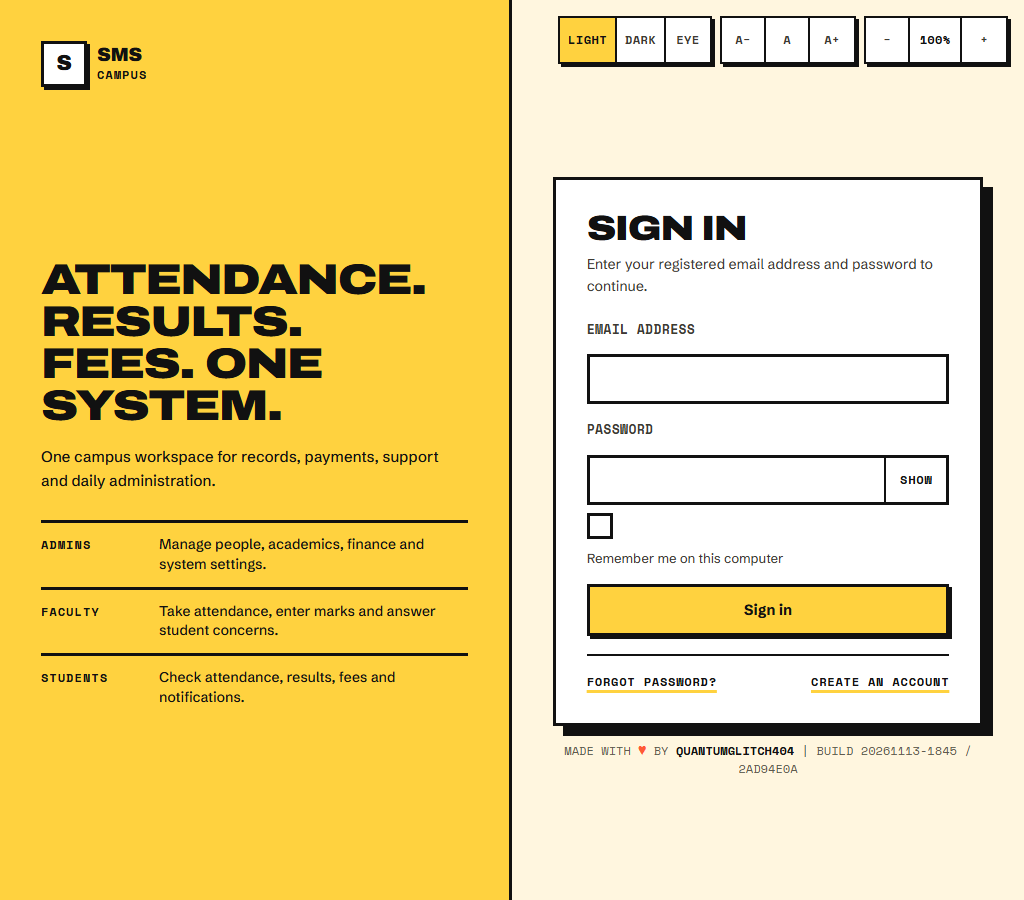 S
SMS
CAMPUS
ATTENDANCE.
RESULTS.
FEES. ONE
SYSTEM.
One campus workspace for records, payments, support
and daily administration.
ADMINS
Manage people, academics, finance and
system settings.
FACULTY
Take attendance, enter marks and answer
student concerns.
STUDENTS
Check attendance, results, fees and
notifications.
LIGHT DARK EYE A− A A+ − 100% +
SIGN IN
Enter your registered email address and password to
continue.
EMAIL ADDRESS
PASSWORD
SHOW
Remember me on this computer
Sign in
FORGOT PASSWORD? CREATE AN ACCOUNT
MADE WITH ♥ BY QUANTUMGLITCH404 | BUILD 20261113-1845 /
2AD94E0A